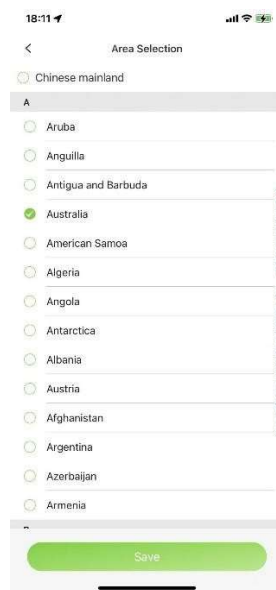 18:11
Area Selection
Chinese mainland
A
Aruba
Anguilla
Antigua and Barbuda
Australia
American Samoa
Algeria
Angola
Antarctica
Albania
Austria
Afghanistan
Argentina
Azerbaijan
Armenia
Save